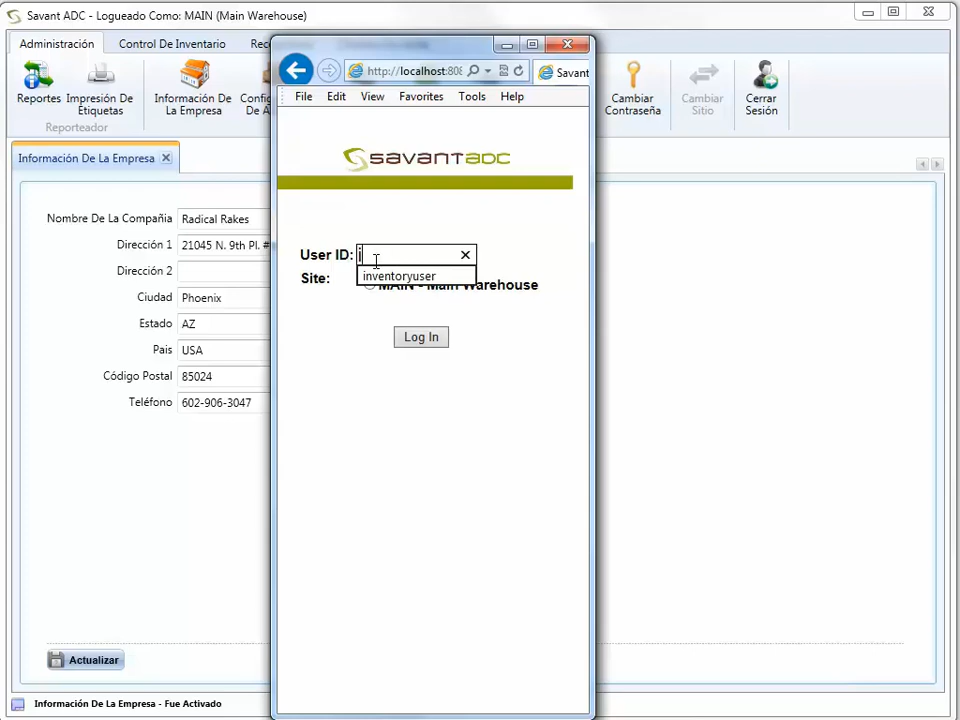 Savant ADC - Logueado Como: MAIN (Main Warehouse)
Administración Control De Inventario
Reportes
Impresión De Etiquetas
Información De La Empresa
Reporteador
Cambiar Contraseña
Cambiar Sitio
Cerrar Sesión
Información De La Empresa
Nombre De La Compañia Radical Rakes
Dirección 1 21045 N. 9th Pl. #
Dirección 2
Ciudad Phoenix
Estado AZ
Pais USA
Código Postal 85024
Teléfono 602-906-3047
Actualizar
Información De La Empresa - Fue Activado
http://localhost:808
Savant
File Edit View Favorites Tools Help
savantadc
User ID: i
inventoryuser
Site: MAIN - Main Warehouse
Log In